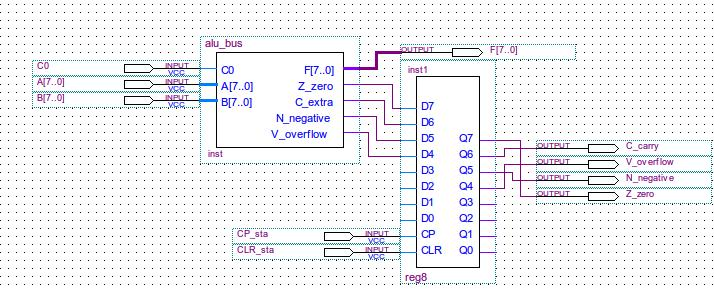 alu_bus
OUTPUT
F[7..0]
C0
INPUT
VCC
C0
F[7..0]
inst1
A[7..0]
INPUT
VCC
A[7..0]
Z_zero
B[7..0]
INPUT
VCC
B[7..0]
C_extra
D7
N_negative
D6
V_overflow
D5
Q7
OUTPUT
C_carry
inst
D4
Q6
OUTPUT
V_overflow
D3
Q5
OUTPUT
N_negative
D2
Q4
OUTPUT
Z_zero
D1
Q3
D0
Q2
CP_sta
INPUT
VCC
CP
Q1
CLR_sta
INPUT
VCC
CLR
Q0
reg8